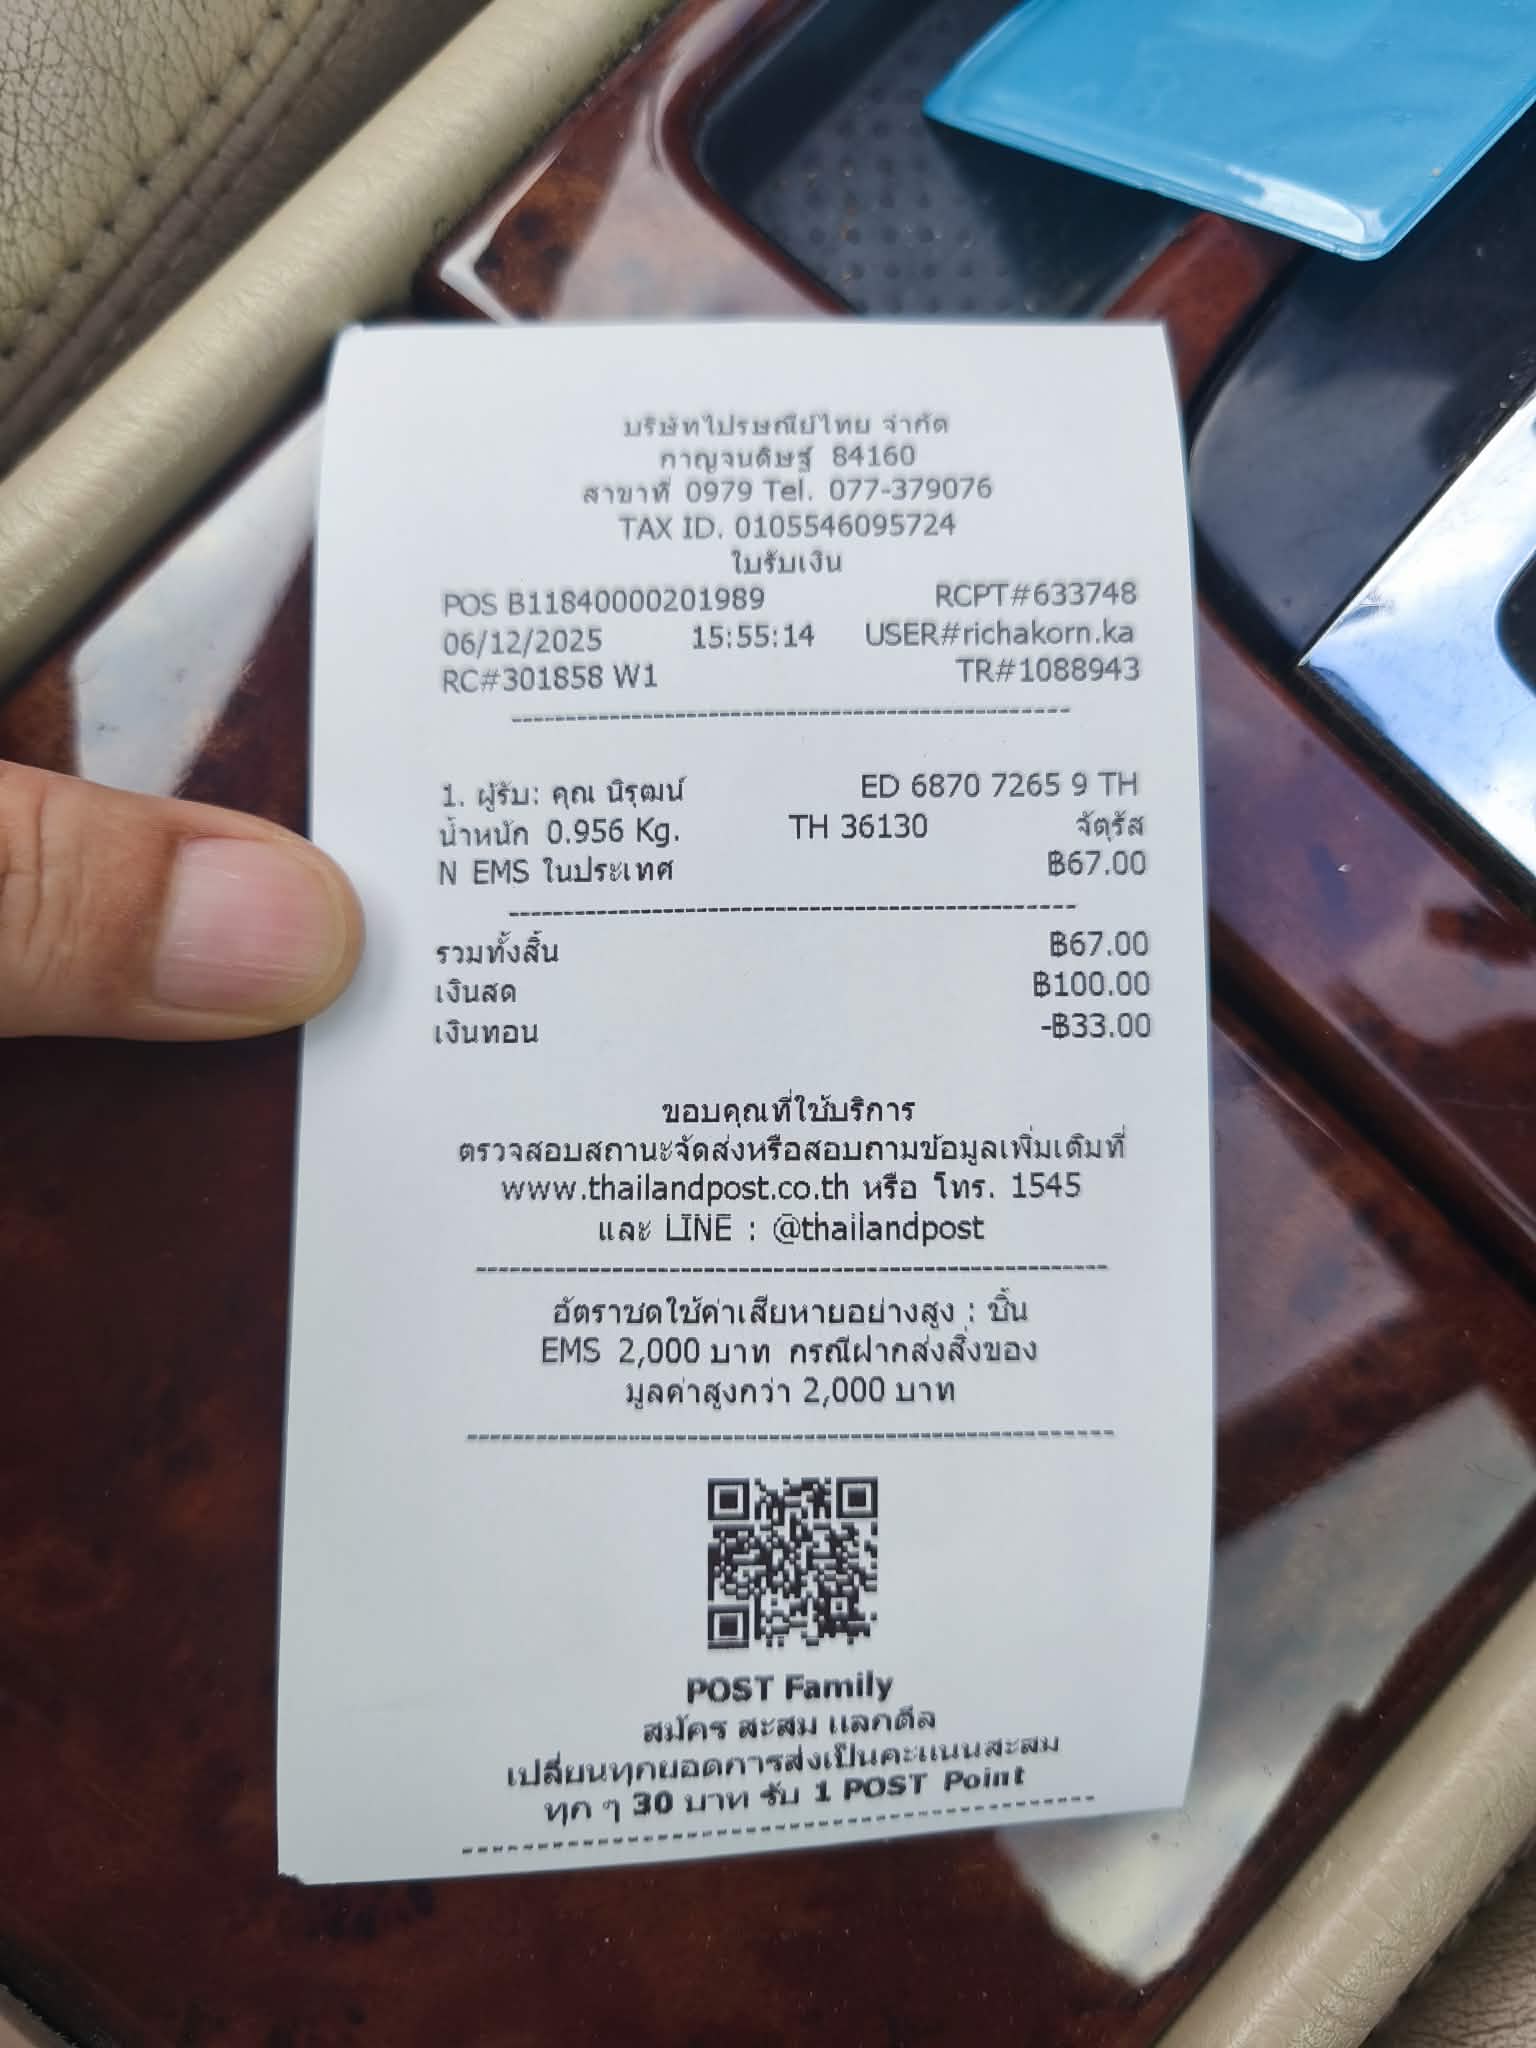 บริษัทไปรษณีย์ไทย จำกัด
กาญจนดิษฐ์ 84160
สาขาที่ 0979 Tel. 077-379076
TAX ID. 0105546095724
ใบรับเงิน
POS B11840000201989 RCPT#633748
06/12/2025 15:55:14 USER#richakorn.ka
RC#301858 W1 TR#1088943
1. ผู้รับ: คุณ นิรุฒน์ ED 6870 7265 9 TH
น้ำหนัก 0.956 Kg. TH 36130 จัตุรัส
N EMS ในประเทศ ฿67.00
รวมทั้งสิ้น ฿67.00
เงินสด ฿100.00
เงินทอน -฿33.00
ขอบคุณที่ใช้บริการ
ตรวจสอบสถานะจัดส่งหรือสอบถามข้อมูลเพิ่มเติมที่
www.thailandpost.co.th หรือ โทร. 1545
และ LINE : @thailandpost
อัตราชดใช้ค่าเสียหายอย่างสูง : ชิ้น
EMS 2,000 บาท กรณีฝากส่งสิ่งของ
มูลค่าสูงกว่า 2,000 บาท
POST Family
สมัคร สะสม แลกดีล
เปลี่ยนทุกยอดการส่งเป็นคะแนนสะสม
ทุก ๆ 30 บาท รับ 1 POST Point